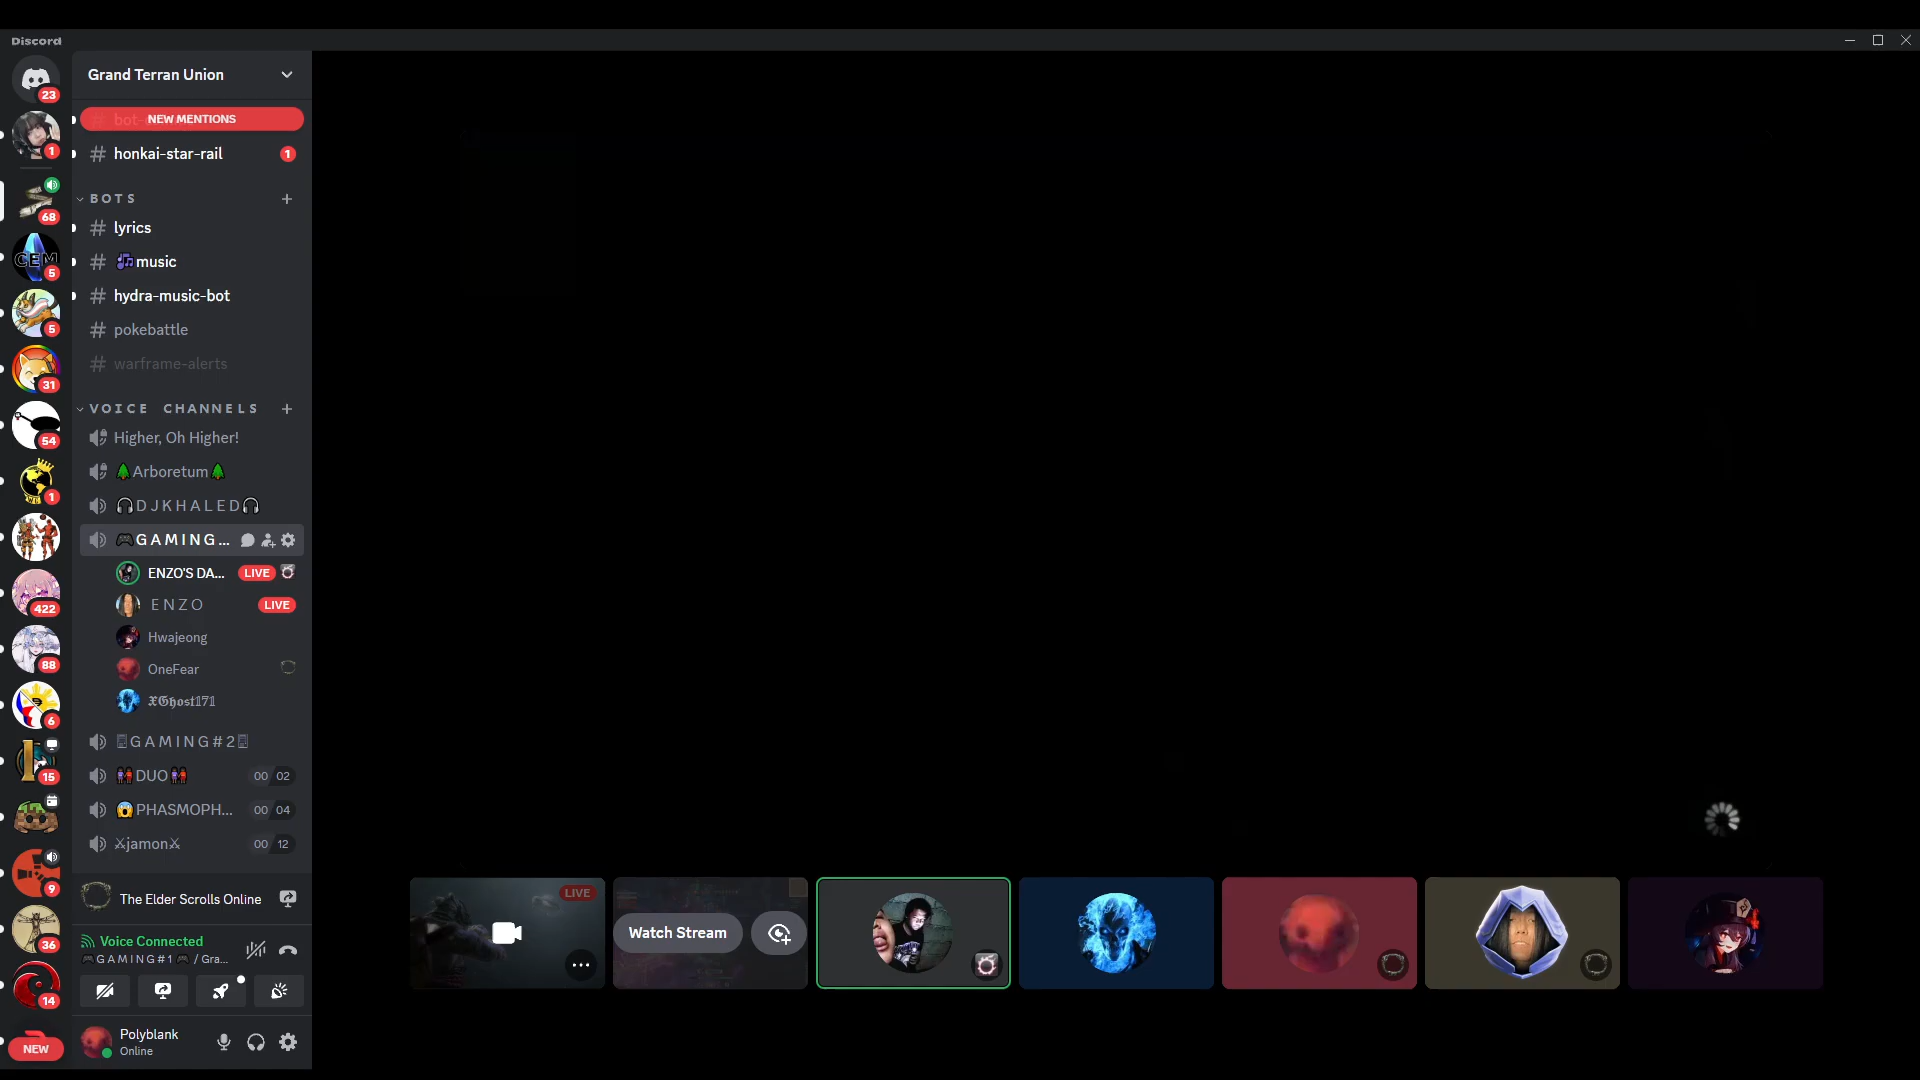 Discord
Grand Terran Union
NEW MENTIONS
honkai-star-rail
1
BOTS
lyrics
music
hydra-music-bot
pokebattle
warframe-alerts
VOICE CHANNELS
Higher, Oh Higher!
Arboretum
DJKHALED
GAMING...
ENZO'S DA... LIVE
ENZO LIVE
Hwajeong
OneFear
𝕏𝕲𝖍𝖔𝖘𝖙𝟙𝟟𝟙
GAMING#2
DUO 00 02
PHASMOPH... 00 04
⚔jamon⚔ 00 12
The Elder Scrolls Online
Voice Connected
GAMING#1 / Gra...
Polyblank
Online
23
1
68
CEM
5
5
31
54
1
422
88
6
15
9
36
14
NEW
LIVE
Watch Stream